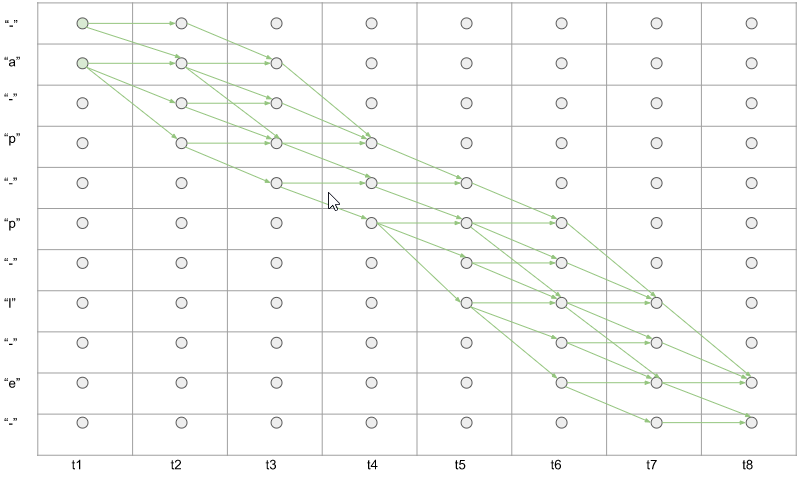 “-”
“a”
“-”
“p”
“-”
“p”
“-”
“l”
“-”
“e”
“-”
t1 t2 t3 t4 t5 t6 t7 t8